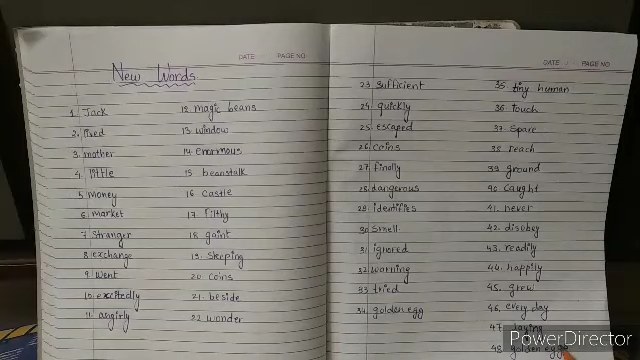 DATE PAGE NO
New Words
1 Jack
2. lived
3. mother
4. little
5 money
6 market
7 Stranger
8 exchange
9 Went
10 excitedly
11 angirly
12 magic beans
13 window
14 enormous
15 beanstalk
16 castle
17 filthy
18 gaint
19. sleeping
20 coins
21. beside
22 wonder
DATE PAGE NO
23 sufficient
24 quickly
25 escaped
26. coins
27 finally
28. dangerous
29. identifies
30 smell
31 ignored
32 warning
33 tried
34 golden egg
35 tiny human
36 touch
37. Spare
38 reach
39 ground
40 caught
41. never
42. disobey
43. readily
44. happily
45. grew
46. every day
47 laying
48 golden eggs
PowerDirector